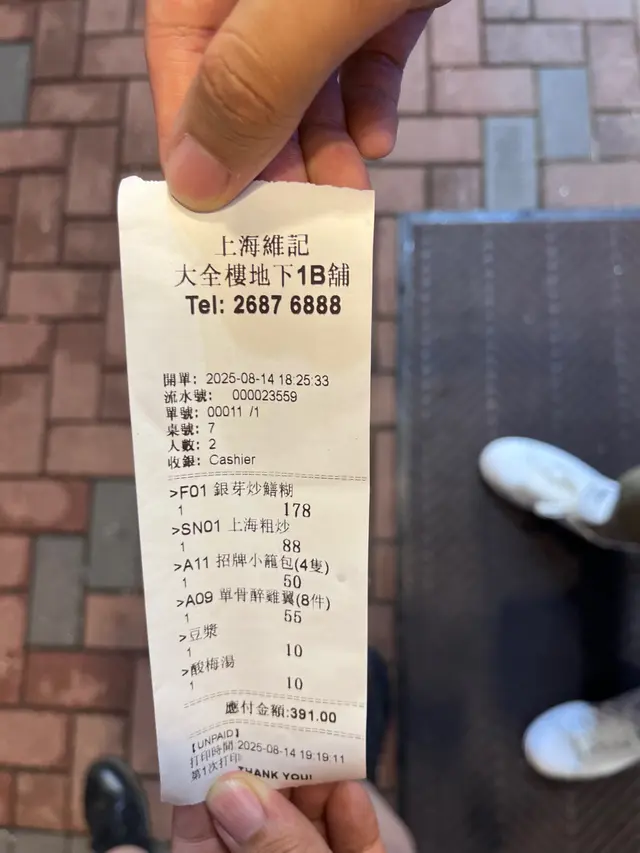 上海維記
大全樓地下1B舖
Tel: 2687 6888
開單: 2025-08-14 18:25:33
流水號: 000023559
單號: 00011 /1
桌號: 7
人數: 2
收銀: Cashier
>F01 銀芽炒鱔糊
1 178
>SN01 上海粗炒
1 88
>A11 招牌小籠包(4隻)
1 50
>A09 單骨醉雞翼(8件)
1 55
>豆漿
1 10
>酸梅湯
1 10
應付金額:391.00
【UNPAID】
打印時間:2025-08-14 19:19:11
第1次打印
THANK YOU!